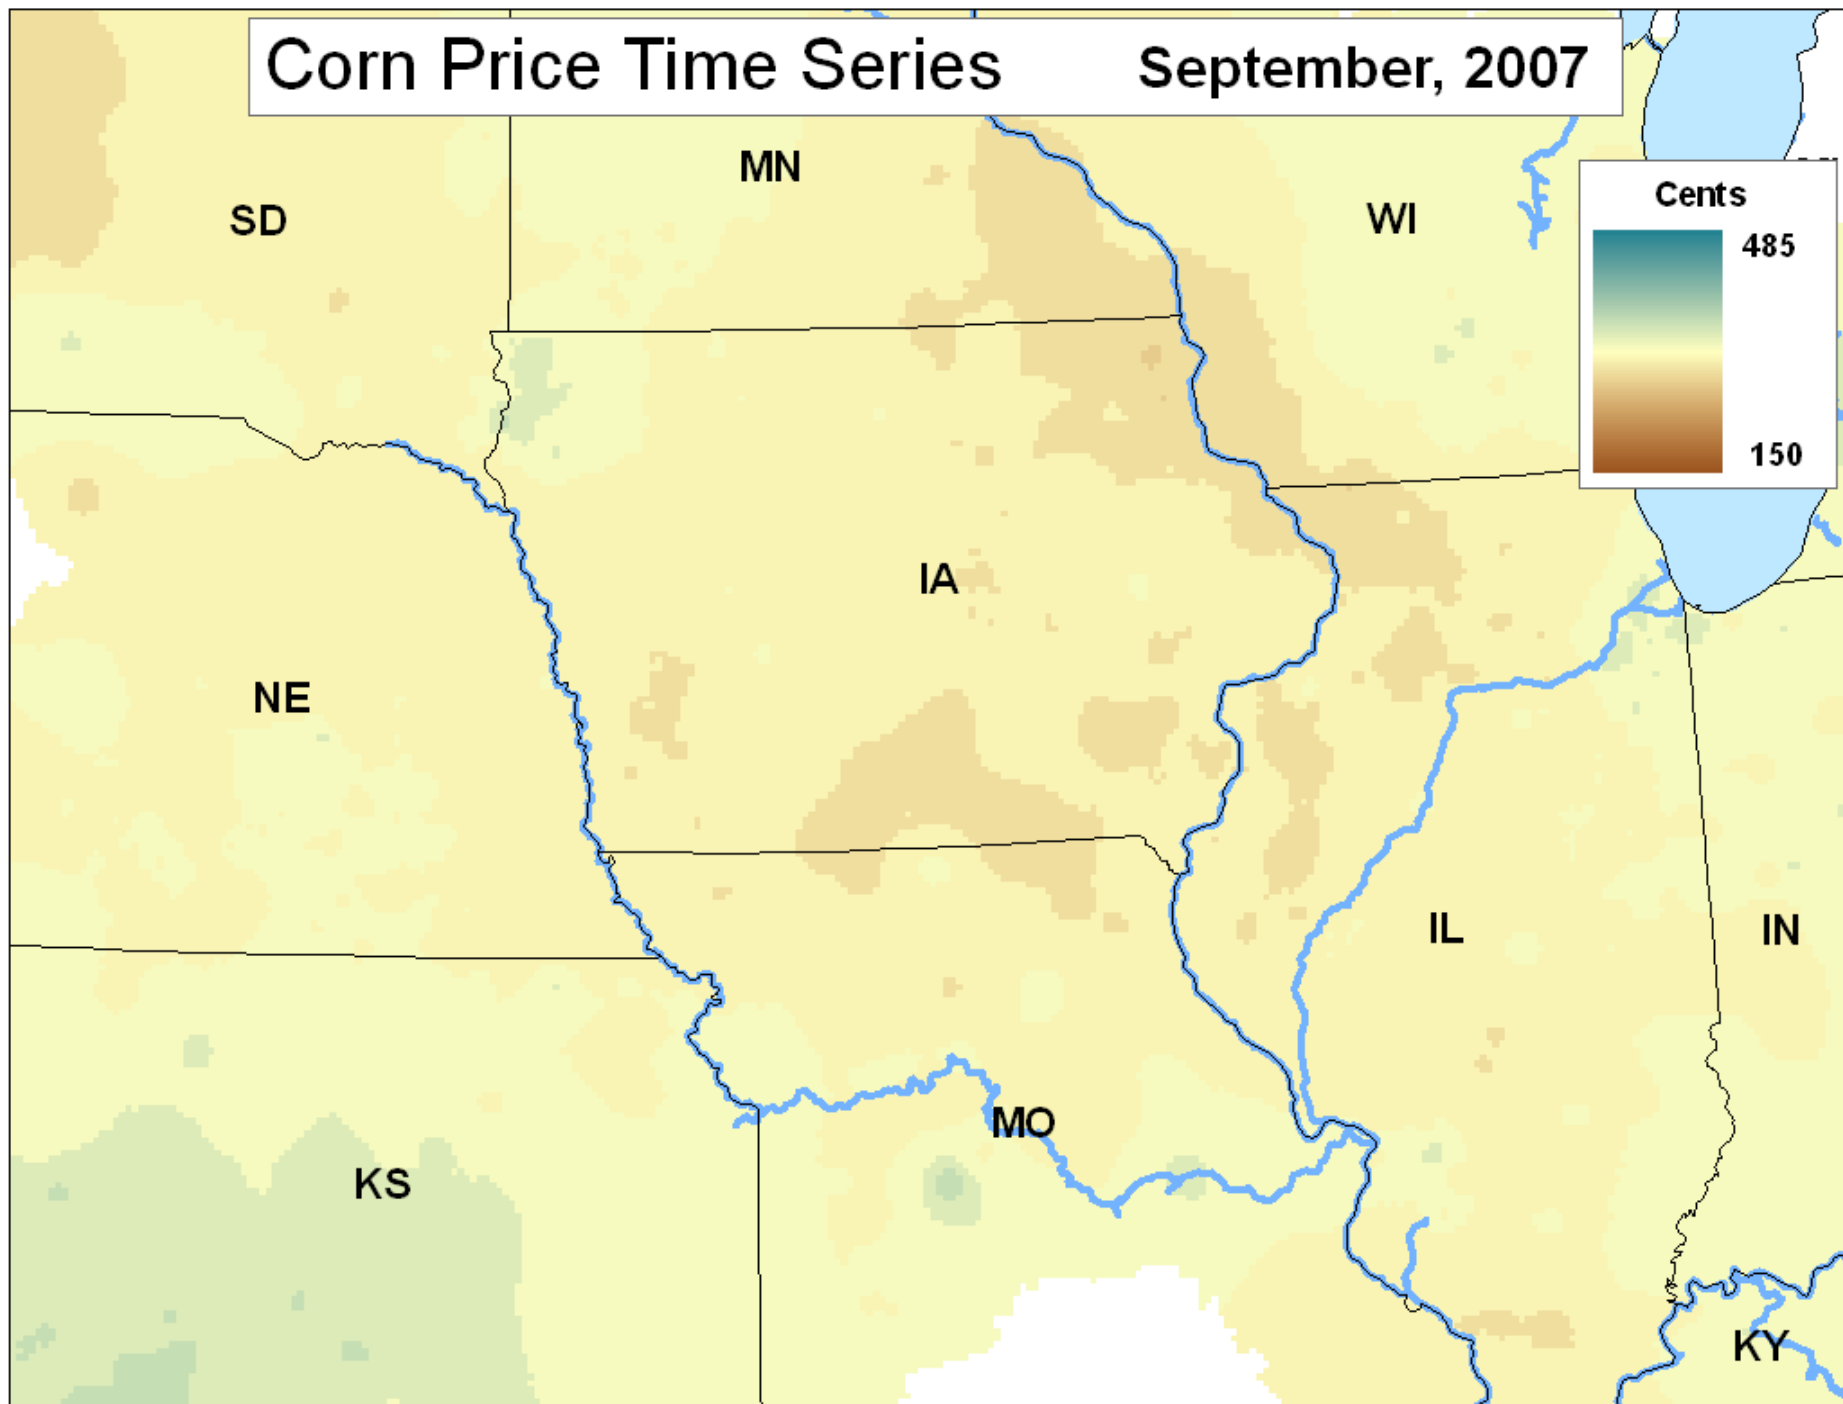 Corn Price Time Series September, 2007
MN
SD
WI
Cents
485
150
IA
NE
IL
IN
MO
KS
KY